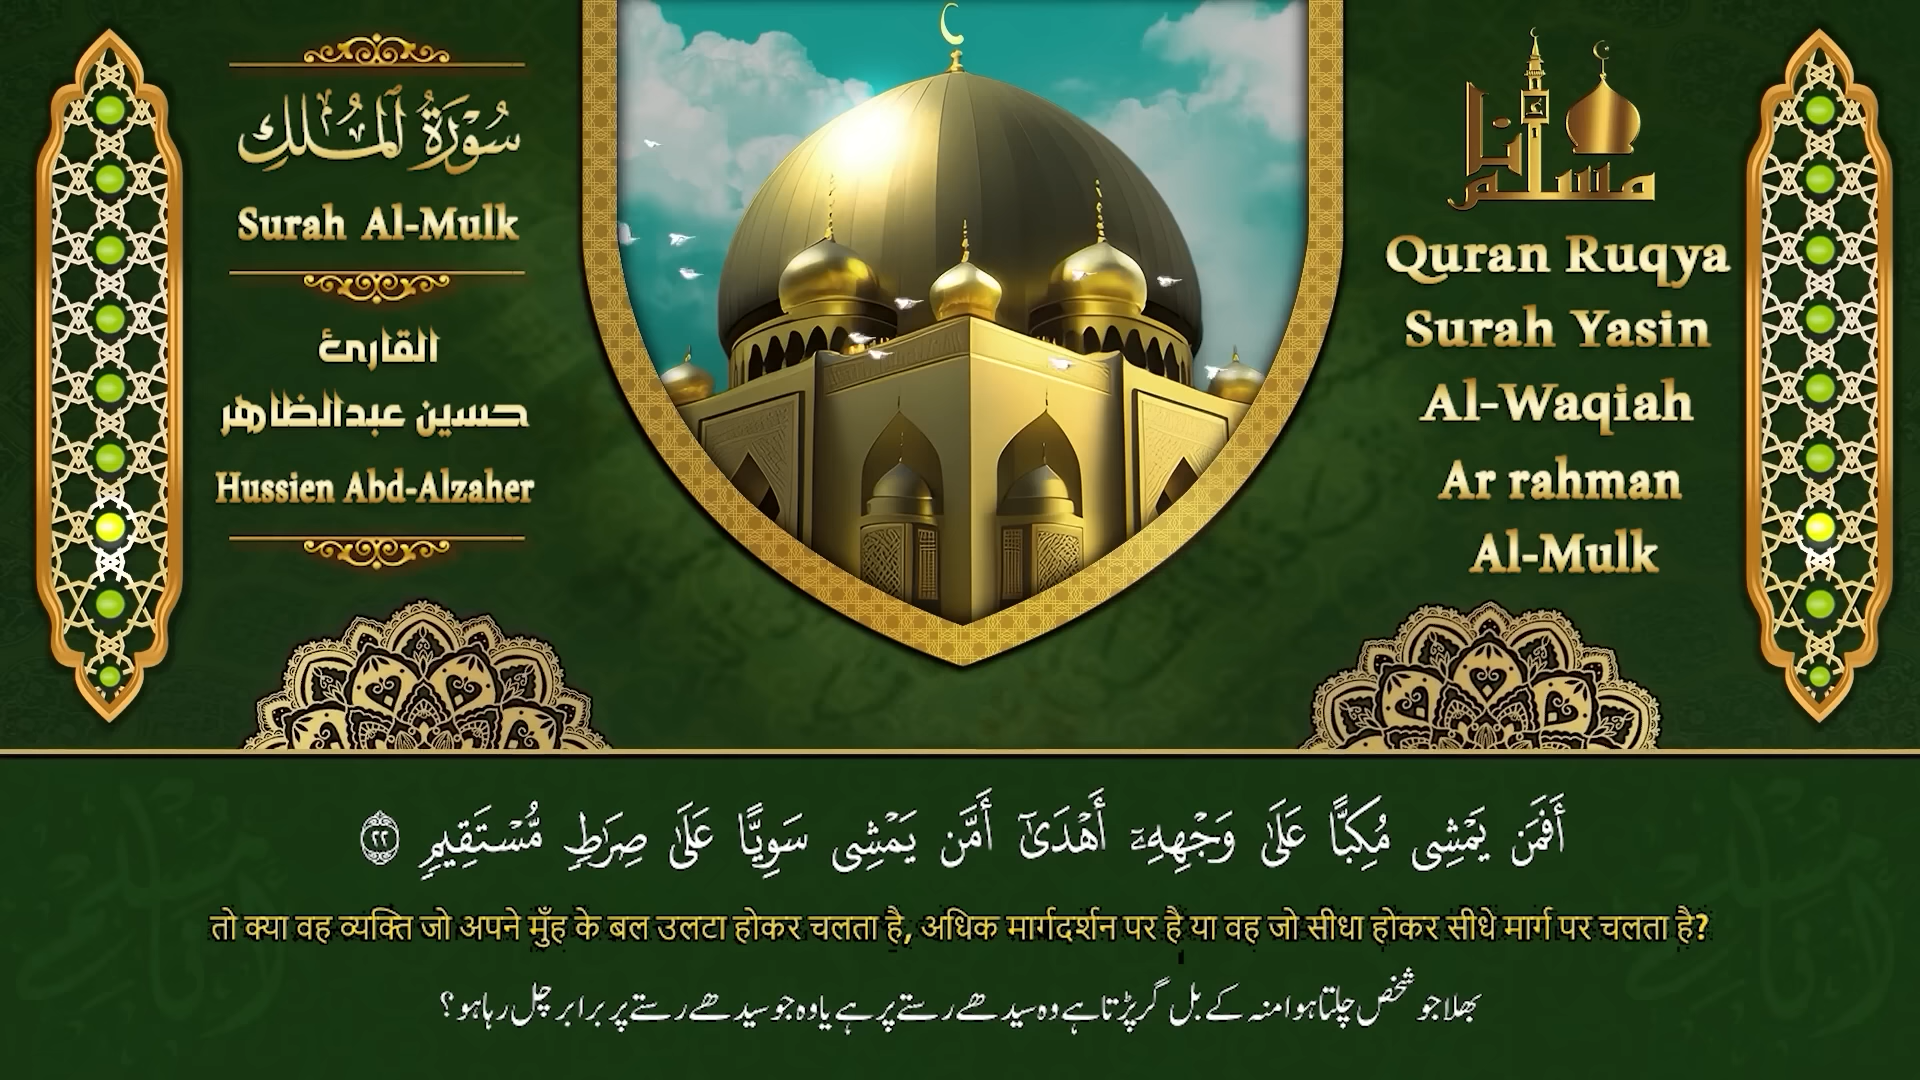 سُورَةُ ٱلْمُلْكِ
Surah Al-Mulk
القارئ
حسين عبدالظاهر
Hussien Abd-Alzaher
أنا مسلم
Quran Ruqya
Surah Yasin
Al-Waqiah
Ar rahman
Al-Mulk
أَفَمَن يَمْشِى مُكِبًّا عَلَىٰ وَجْهِهِۦٓ أَهْدَىٰٓ أَمَّن يَمْشِى سَوِيًّا عَلَىٰ صِرَٰطٍ مُّسْتَقِيمٍ ٢٢
तो क्या वह व्यक्ति जो अपने मुँह के बल उलटा होकर चलता है, अधिक मार्गदर्शन पर है या वह जो सीधा होकर सीधे मार्ग पर चलता है?
بھلا جو شخص چلتا ہوا منہ کے بل گر پڑتا ہے وہ سیدھے رستے پر ہے یا وہ جو سیدھے رستے پر برابر چل رہا ہو؟